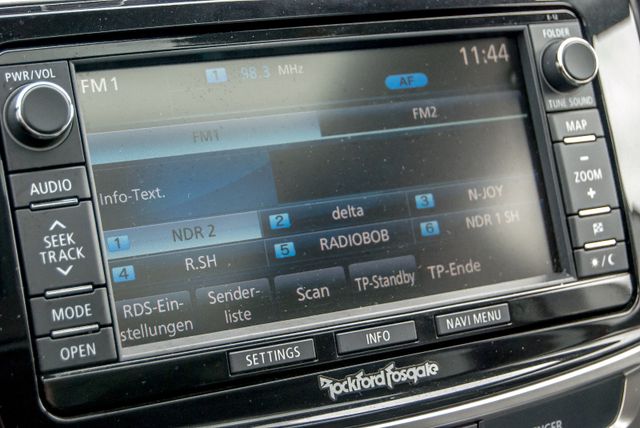 PWR/VOL
FM1
1 98.3 MHz
AF
11:44
FOLDER
TUNE SOUND
FM1
FM2
Info-Text.
1 NDR 2
2 delta
3 N-JOY
4 R.SH
5 RADIOBOB
6 NDR 1 SH
RDS-Ein-
stellungen
Sender-
liste
Scan
TP-Standby
TP-Ende
AUDIO
SEEK
TRACK
MODE
OPEN
MAP
−
ZOOM
+
SETTINGS
INFO
NAVI MENU
Rockford Fosgate